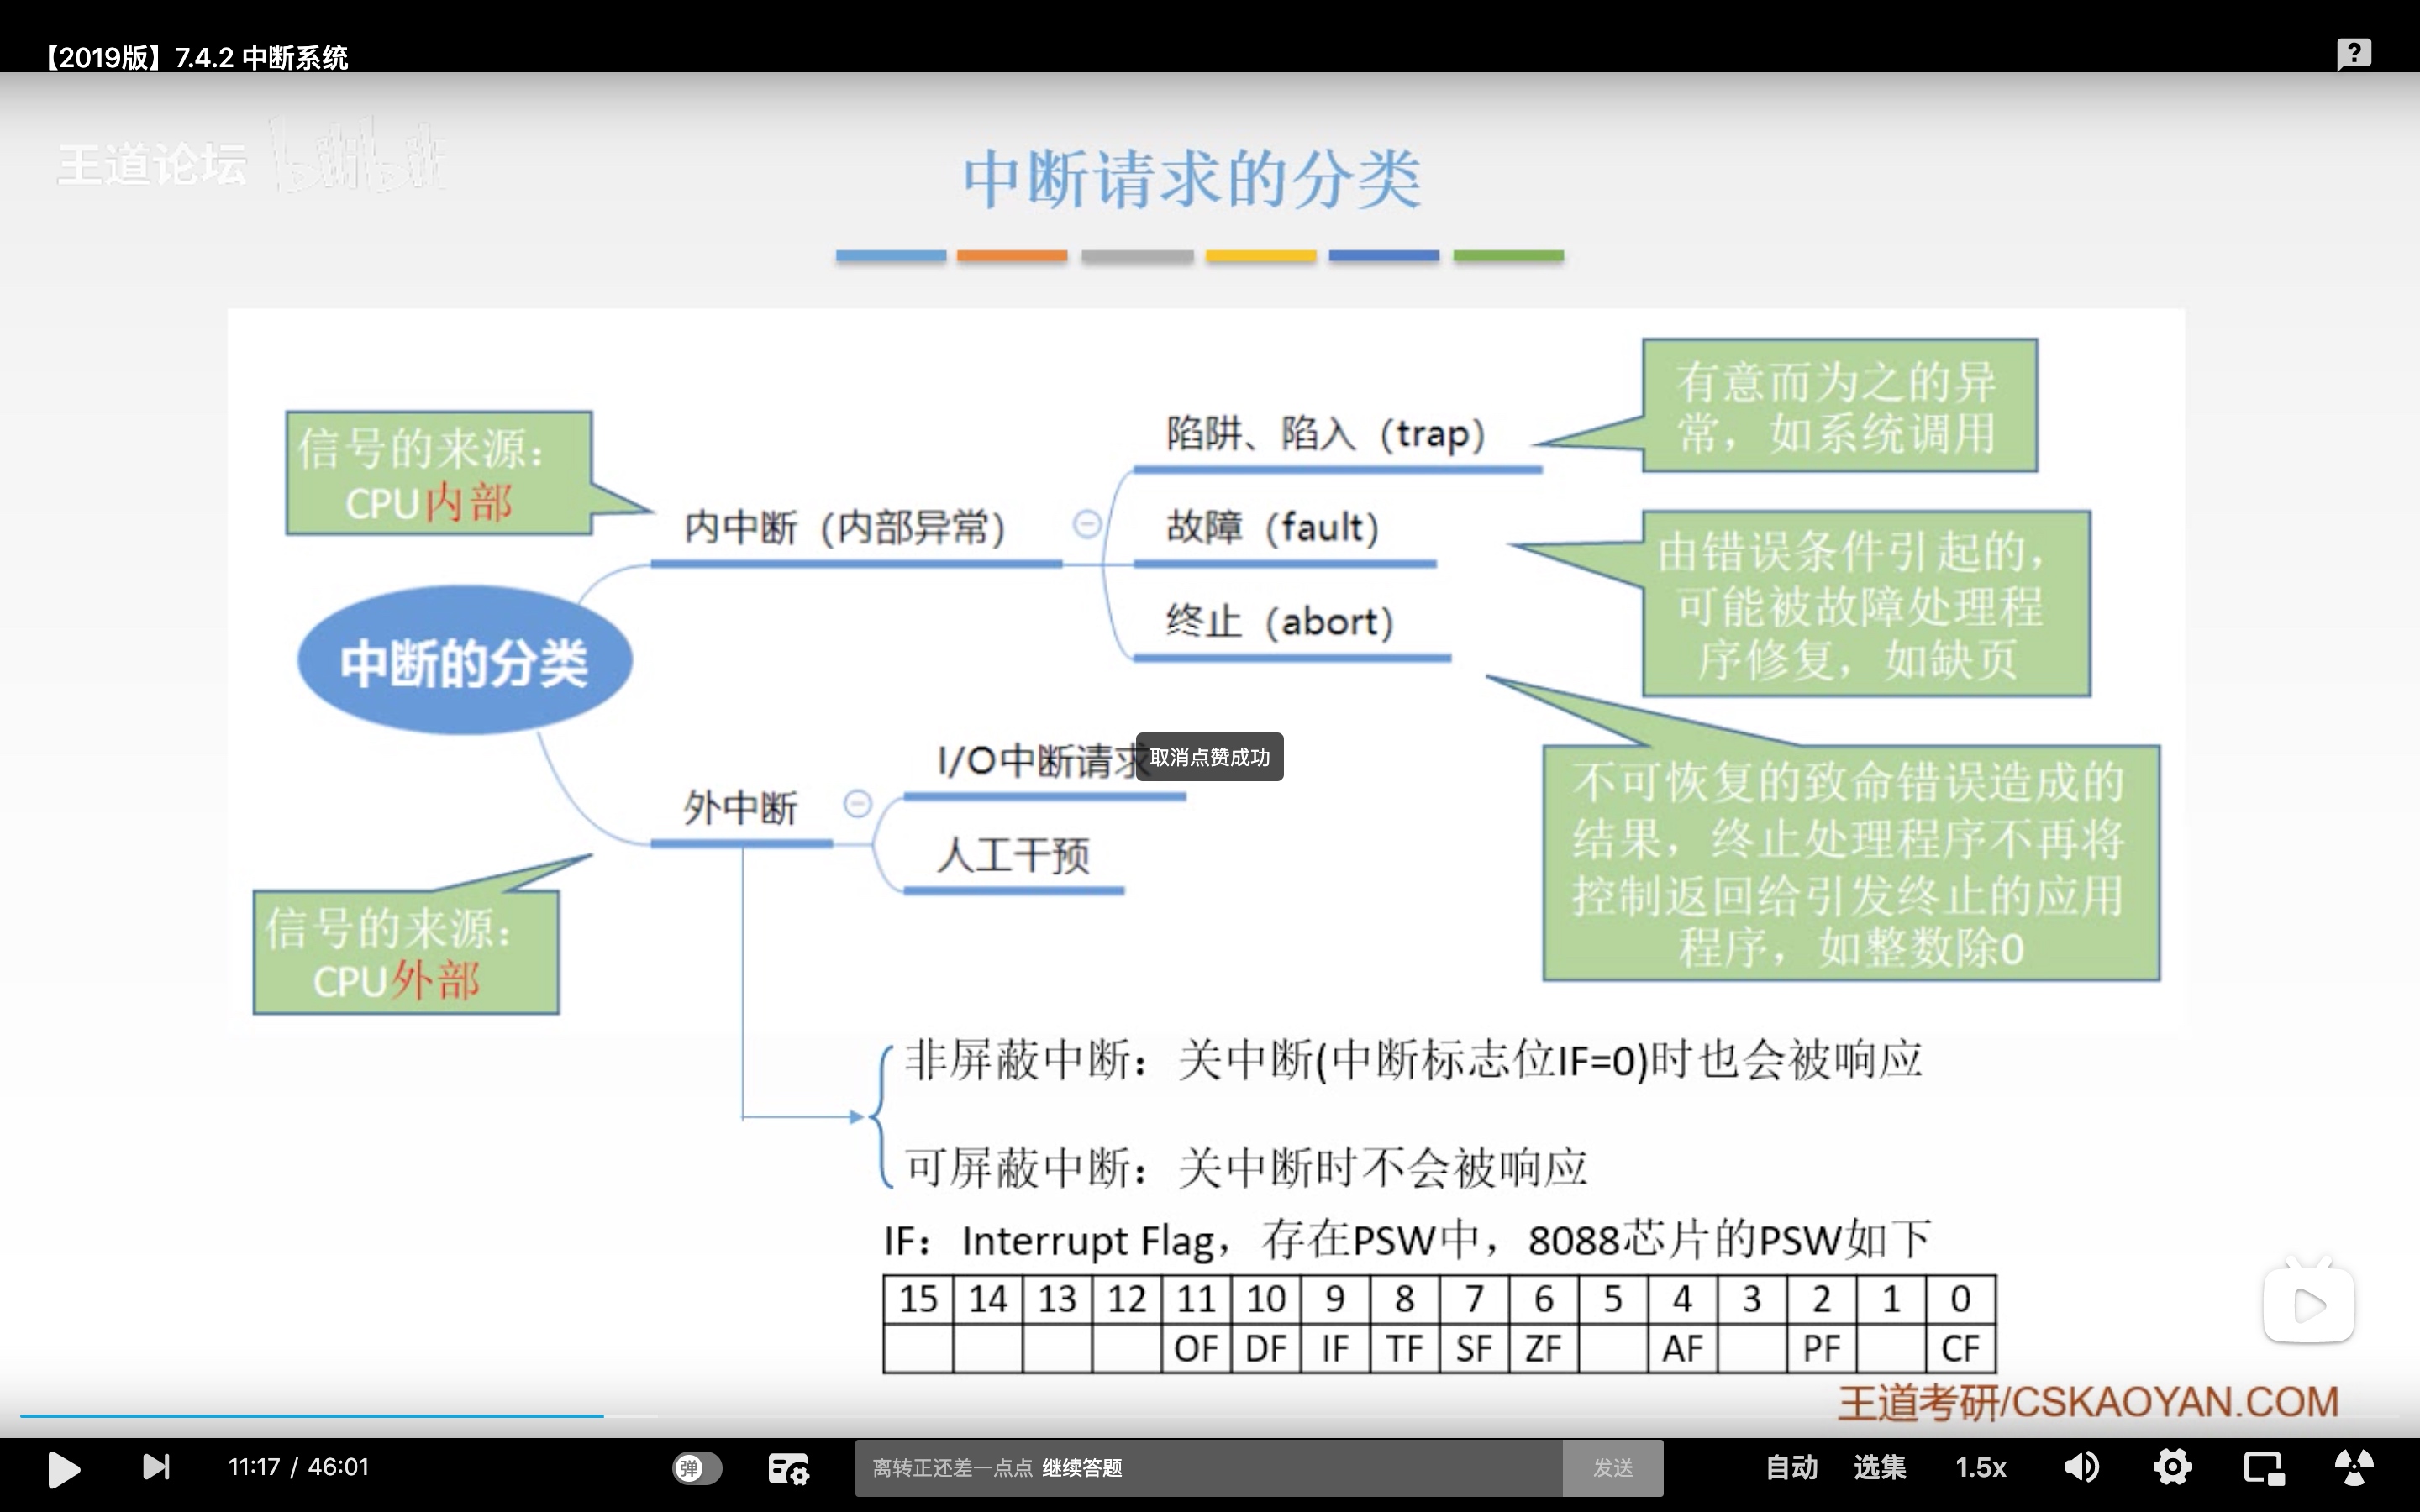 【2019版】7.4.2 中断系统
王道论坛 bilibili
中断请求的分类
信号的来源：
CPU内部
内中断（内部异常）
陷阱、陷入（trap）
有意而为之的异
常，如系统调用
故障（fault）
由错误条件引起的，
可能被故障处理程
序修复，如缺页
终止（abort）
不可恢复的致命错误造成的
结果，终止处理程序不再将
控制返回给引发终止的应用
程序，如整数除0
中断的分类
外中断
I/O中断请求
取消点赞成功
人工干预
信号的来源：
CPU外部
非屏蔽中断：关中断(中断标志位IF=0)时也会被响应
可屏蔽中断：关中断时不会被响应
IF：Interrupt Flag，存在PSW中，8088芯片的PSW如下
15 14 13 12 11 10 9 8 7 6 5 4 3 2 1 0
OF DF IF TF SF ZF AF PF CF
王道考研/CSKAOYAN.COM
11:17 / 46:01
弹
离转正还差一点点 继续答题
发送
自动
选集
1.5x